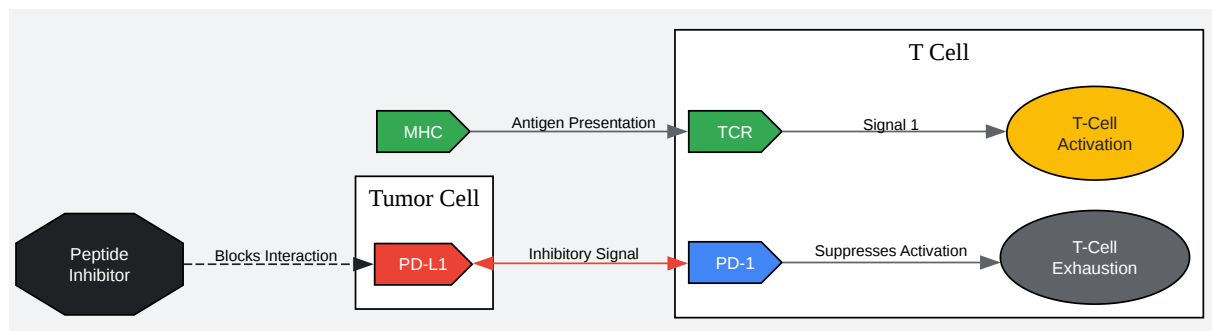 T Cell
MHC
Antigen Presentation
TCR
Signal 1
T-Cell
Activation
Tumor Cell
Peptide
Inhibitor
Blocks Interaction
PD-L1
Inhibitory Signal
PD-1
Suppresses Activation
T-Cell
Exhaustion